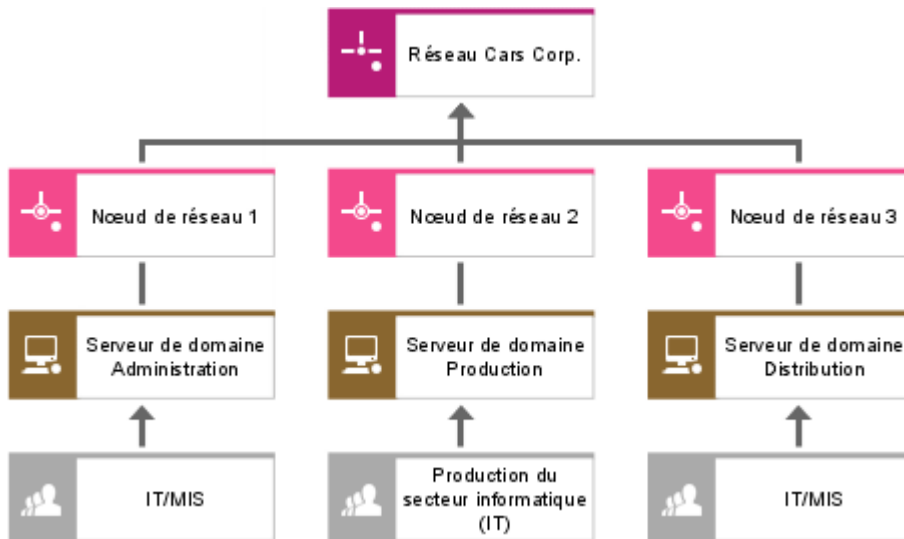 Réseau Cars Corp.
Nœud de réseau 1
Nœud de réseau 2
Nœud de réseau 3
Serveur de domaine
Administration
Serveur de domaine
Production
Serveur de domaine
Distribution
IT/MIS
Production du
secteur informatique
(IT)
IT/MIS